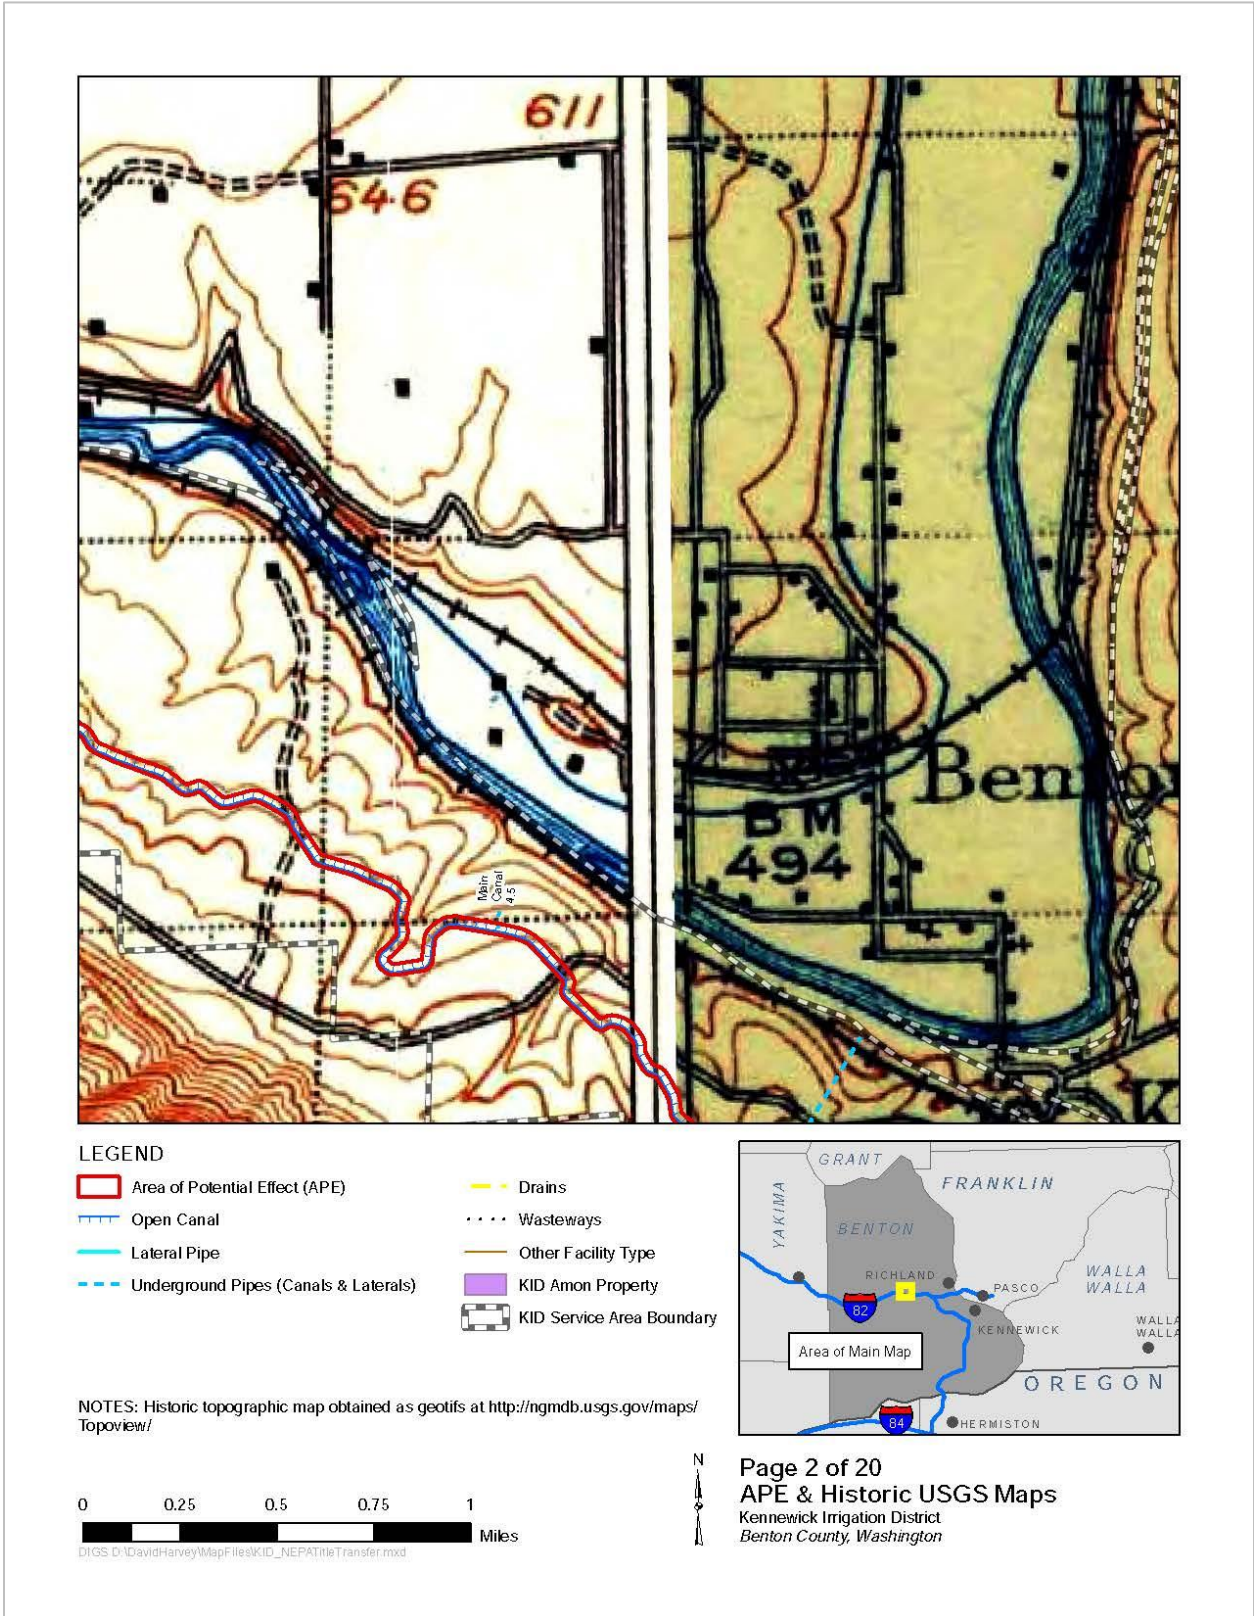 611
646
Benton
BM
494
Main
Canal
4.5
K
LEGEND
Area of Potential Effect (APE)
Open Canal
Lateral Pipe
Underground Pipes (Canals & Laterals)
Drains
Wasteways
Other Facility Type
KID Amon Property
KID Service Area Boundary
NOTES: Historic topographic map obtained as geotifs at http://ngmdb.usgs.gov/maps/
Topoview/
0 0.25 0.5 0.75 1
Miles
DIGS D:\DavidHarvey\MapFiles\KID_NEPATitleTransfer.mxd
GRANT
FRANKLIN
YAKIMA
BENTON
RICHLAND
PASCO
WALLA
WALLA
82
KENNEWICK
WALLA
WALLA
Area of Main Map
OREGON
84
HERMISTON
N
Page 2 of 20
APE & Historic USGS Maps
Kennewick Irrigation District
Benton County, Washington